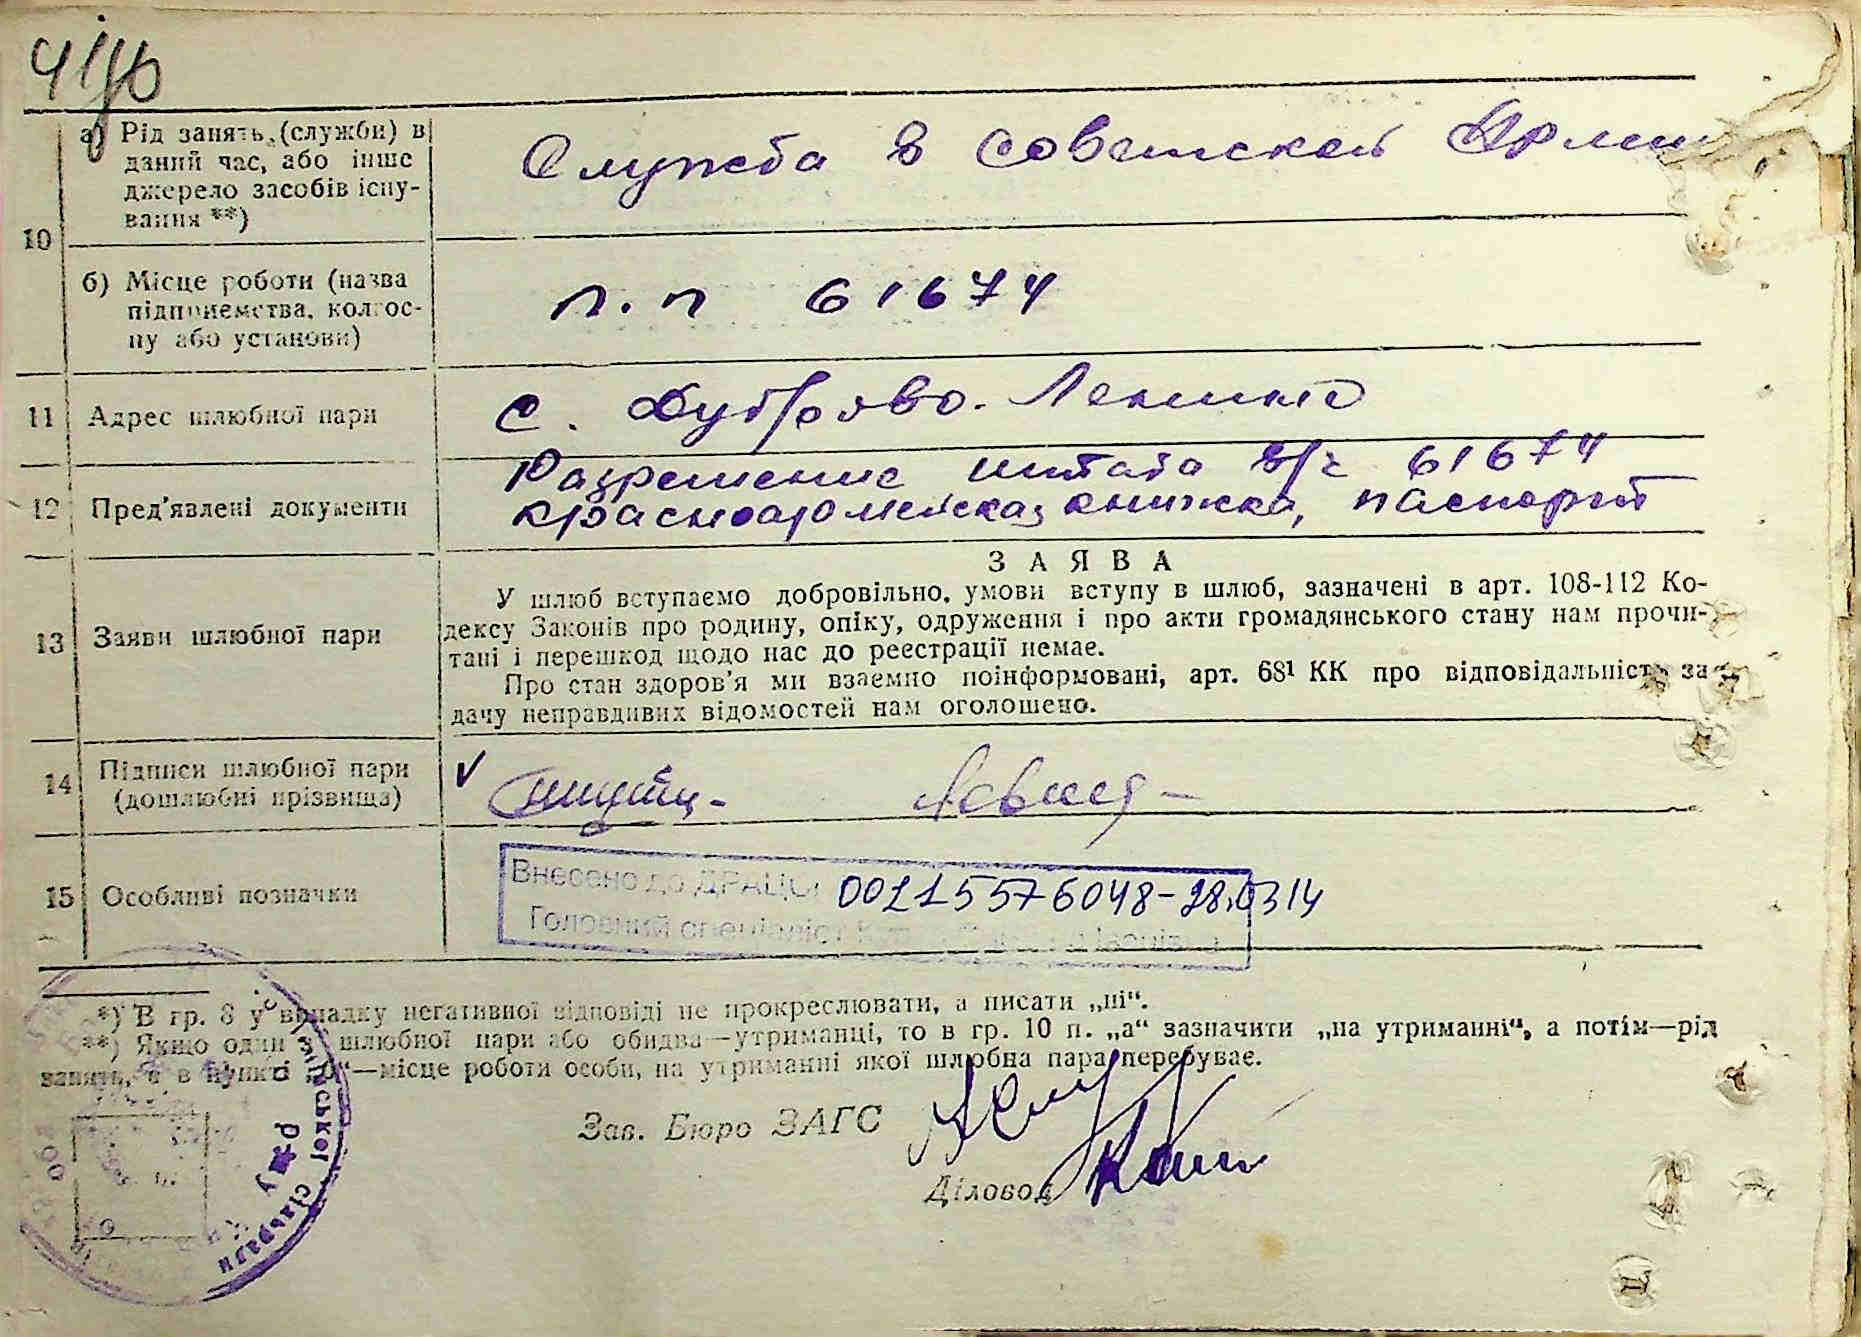 10
а) Рід занять (служби) в
даний час, або інше
джерело засобів існу-
вання **)
Служба в Советской Армии
б) Місце роботи (назва
підприємства, колгос-
пу або установи)
п.п 61674
11 Адрес шлюбної пари
с. Ленино
12 Пред'явлені документи
Разрешение штаба в/ч 61674
красноармейская книжка, паспорт
13 Заяви шлюбної пари
ЗАЯВА
У шлюб вступаємо добровільно, умови вступу в шлюб, зазначені в арт. 108-112 Ко-
дексу Законів про родину, опіку, одруження і про акти громадянського стану нам прочи-
тані і перешкод щодо нас до реєстрації немає.
Про стан здоров'я ми взаємно поінформовані, арт. 68¹ КК про відповідальність за
дачу неправдивих відомостей нам оголошено.
14 Підписи шлюбної пари
(дошлюбні прізвища)
15 Особливі позначки
Внесено до ДРАЦС 00115576048-28.03.14
Головний спеціаліст
*) В гр. 8 у випадку негативної відповіді не прокреслювати, а писати „ні“.
**) Якщо один з шлюбної пари або обидва—утриманці, то в гр. 10 п. „а“ зазначити „на утриманні“, а потім—рід
занять, а в пункті „б“—місце роботи особи, на утриманні якої шлюбна пара перебуває.
Зав. Бюро ЗАГС
Діловод
сільради